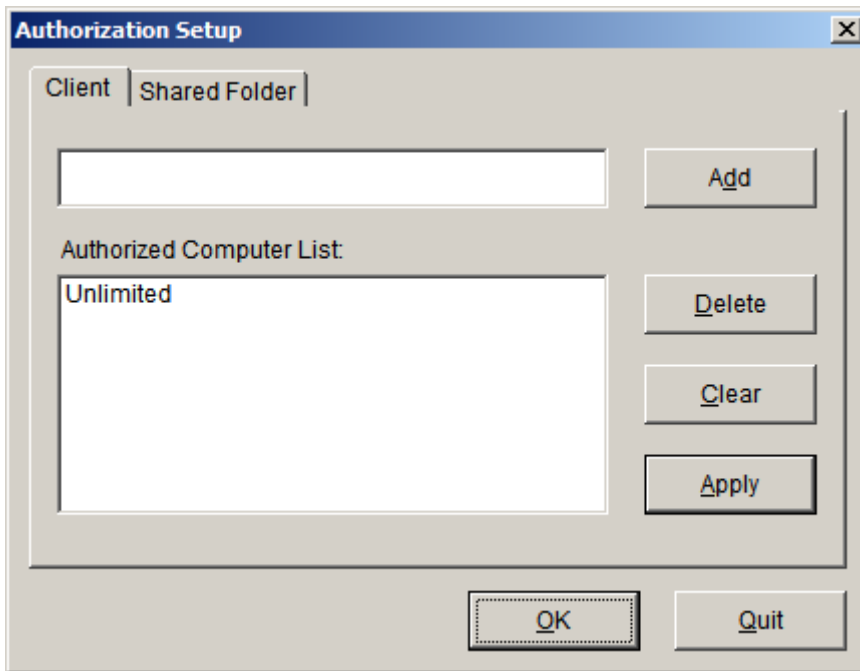 Authorization Setup
Client
Shared Folder
Add
Authorized Computer List:
Unlimited
Delete
Clear
Apply
OK
Quit